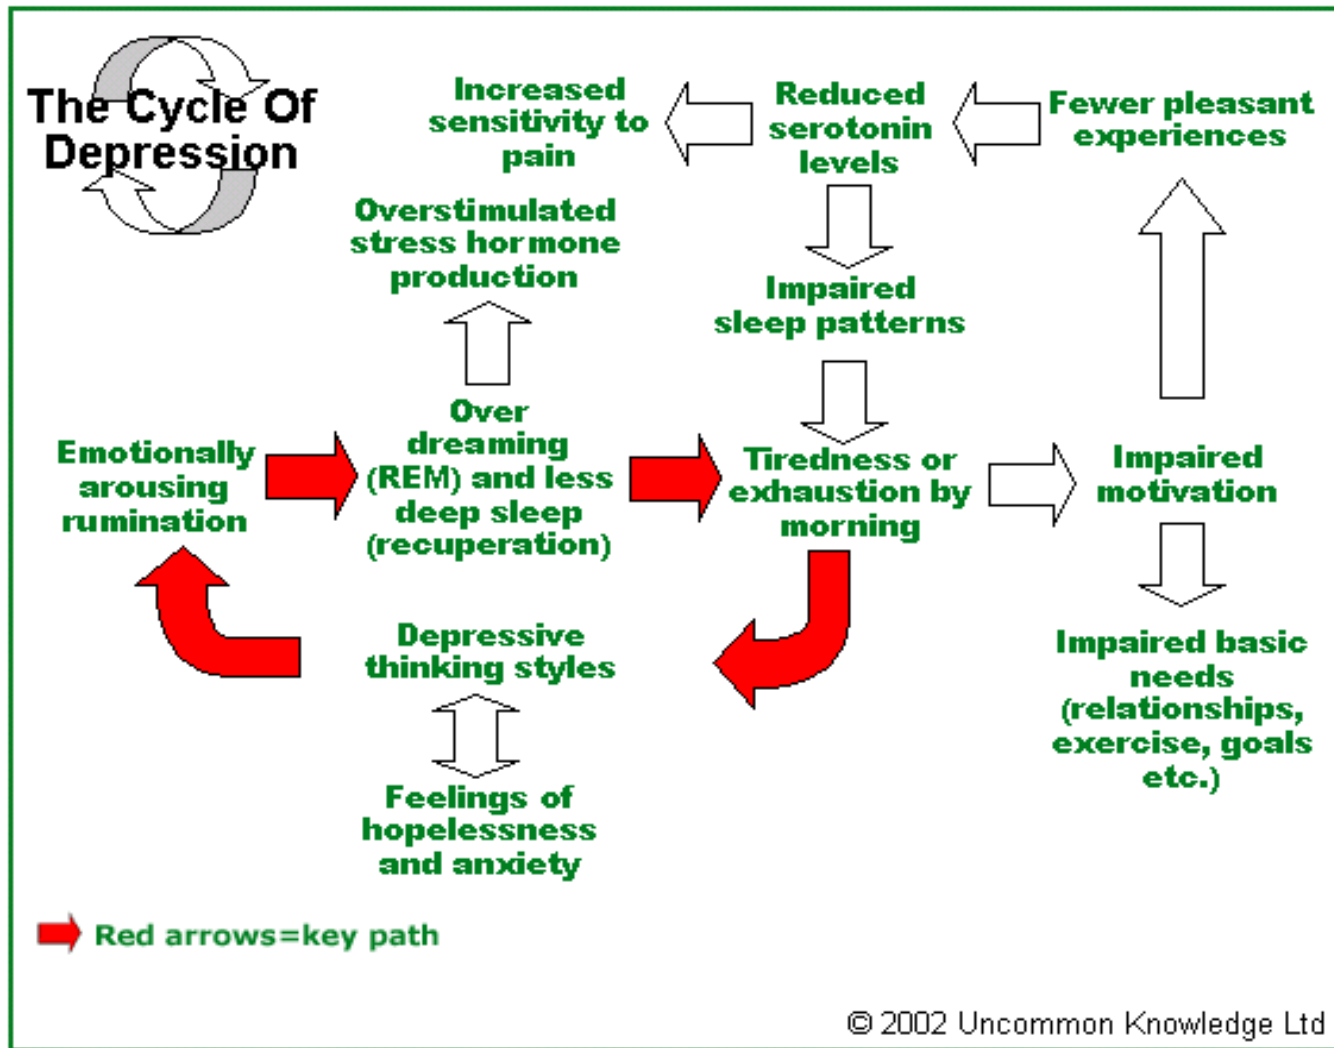 The Cycle Of
Depression
Increased
sensitivity to
pain
Reduced
serotonin
levels
Fewer pleasant
experiences
Overstimulated
stress hormone
production
Impaired
sleep patterns
Emotionally
arousing
rumination
Over
dreaming
(REM) and less
deep sleep
(recuperation)
Tiredness or
exhaustion by
morning
Impaired
motivation
Depressive
thinking styles
Impaired basic
needs
(relationships,
exercise, goals
etc.)
Feelings of
hopelessness
and anxiety
Red arrows=key path
© 2002 Uncommon Knowledge Ltd